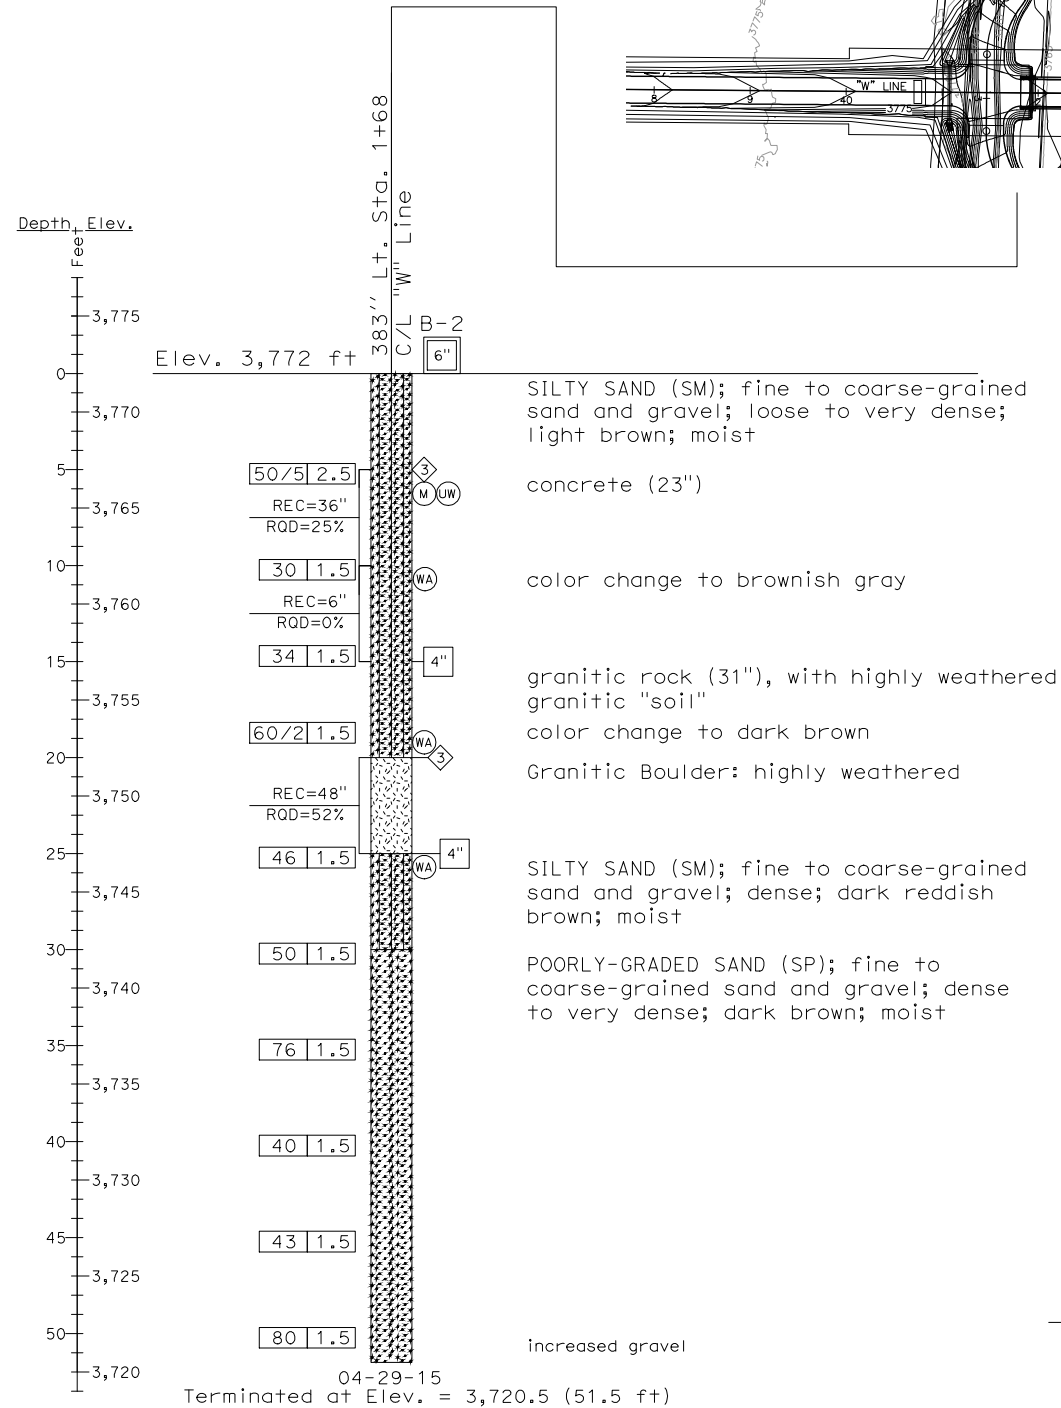 3775
"W" LINE
8
9
40
3775
75
383'' Lt. Sta. 1+68
C/L "W" Line
Depth Elev.
Feet
3,775
B-2
6"
Elev. 3,772 ft
0
SILTY SAND (SM); fine to coarse-grained
sand and gravel; loose to very dense;
light brown; moist
3,770
5
50/5 2.5
3
concrete (23")
M UW
3,765
REC=36"
RQD=25%
10
30 1.5
WA
color change to brownish gray
3,760
REC=6"
RQD=0%
15
34 1.5
4"
granitic rock (31"), with highly weathered
granitic "soil"
3,755
60/2 1.5
WA
color change to dark brown
20
3
Granitic Boulder: highly weathered
3,750
REC=48"
RQD=52%
25
46 1.5
4"
WA
SILTY SAND (SM); fine to coarse-grained
sand and gravel; dense; dark reddish
brown; moist
3,745
30
50 1.5
POORLY-GRADED SAND (SP); fine to
coarse-grained sand and gravel; dense
to very dense; dark brown; moist
3,740
35
76 1.5
3,735
40
40 1.5
3,730
45
43 1.5
3,725
50
80 1.5
increased gravel
3,720
04-29-15
Terminated at Elev. = 3,720.5 (51.5 ft)